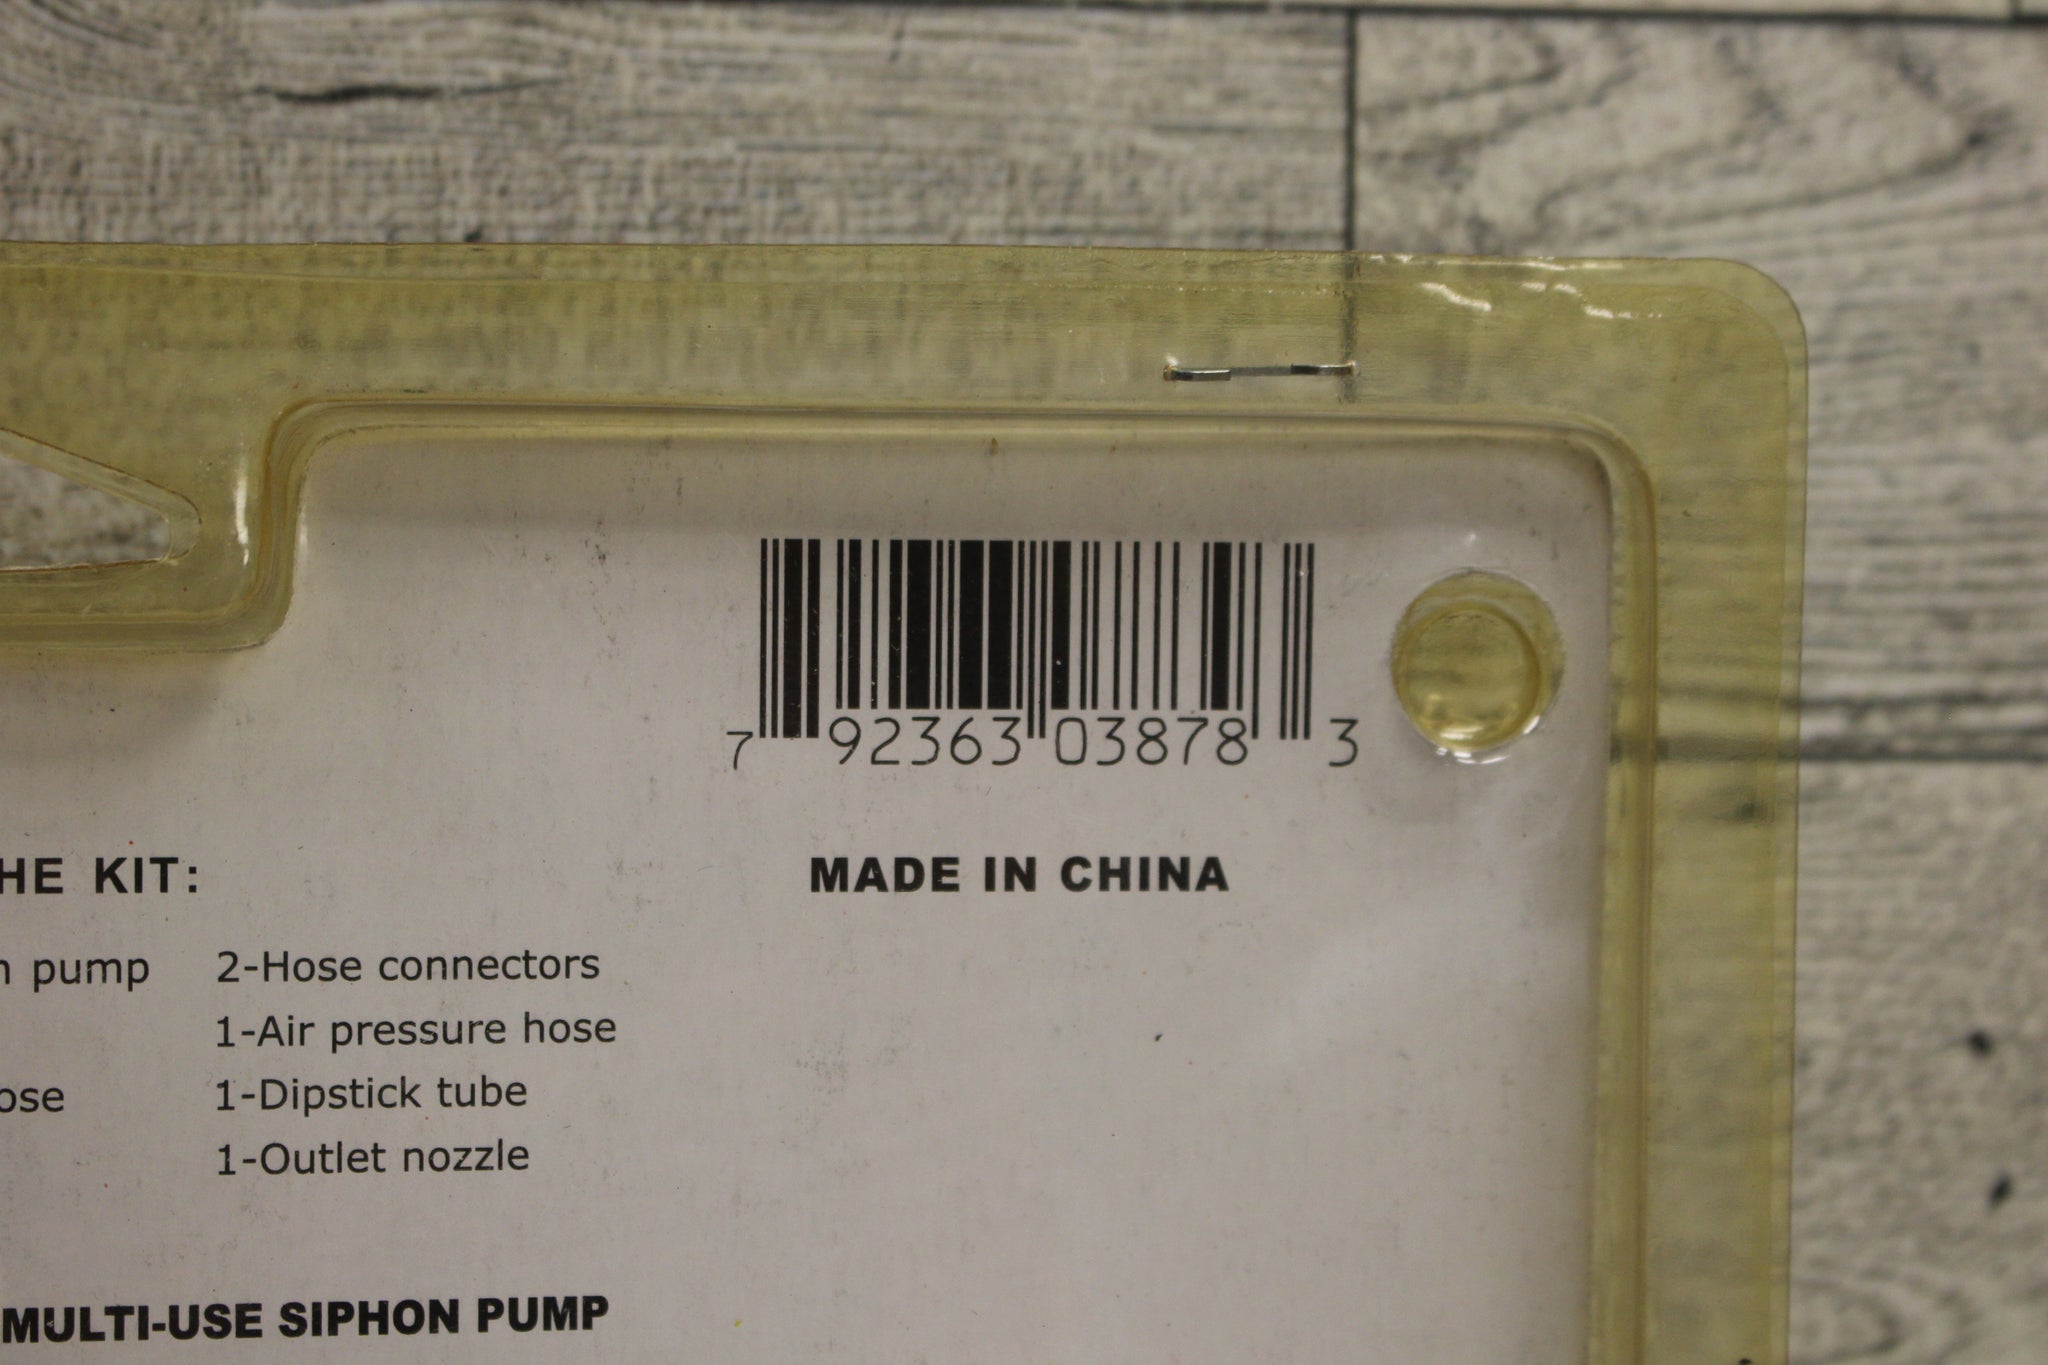 7 92363 03878 3
HE KIT:
MADE IN CHINA
pump 2-Hose connectors
1-Air pressure hose
ose 1-Dipstick tube
1-Outlet nozzle
MULTI-USE SIPHON PUMP